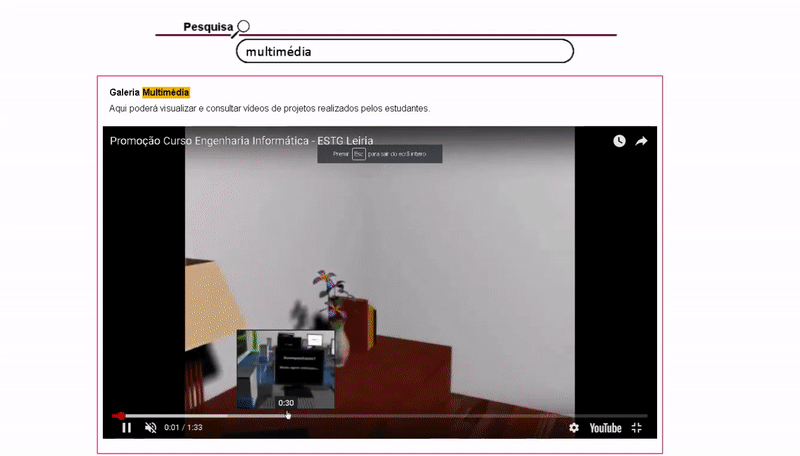 Pesquisa
multimédia
Galeria Multimédia
Aqui poderá visualizar e consultar vídeos de projetos realizados pelos estudantes.
Promoção Curso Engenharia Informática - ESTG Leiria
Premir Esc para sair do ecrã inteiro
0:30
0:01 / 1:33
YouTube